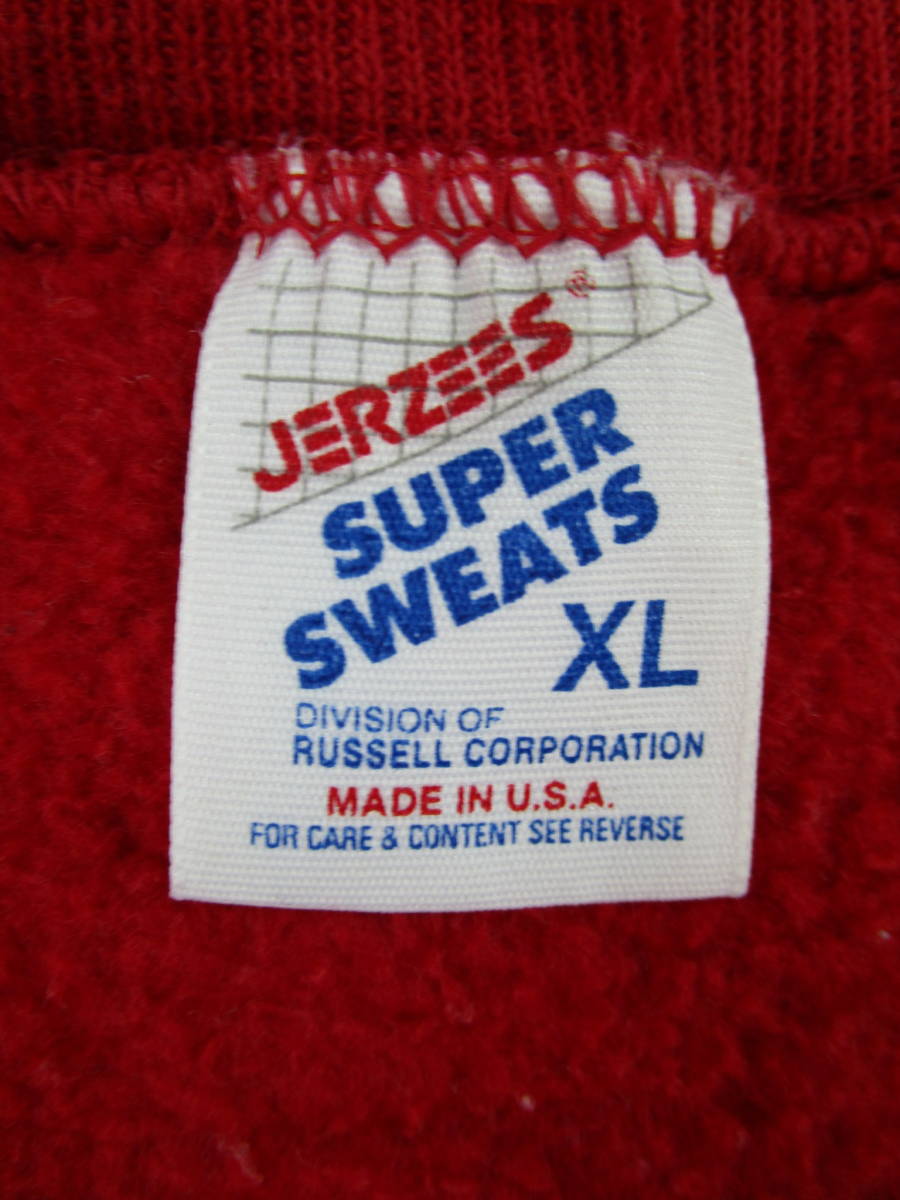 JERZEES®
SUPER
SWEATS
XL
DIVISION OF
RUSSELL CORPORATION
MADE IN U.S.A.
FOR CARE & CONTENT SEE REVERSE